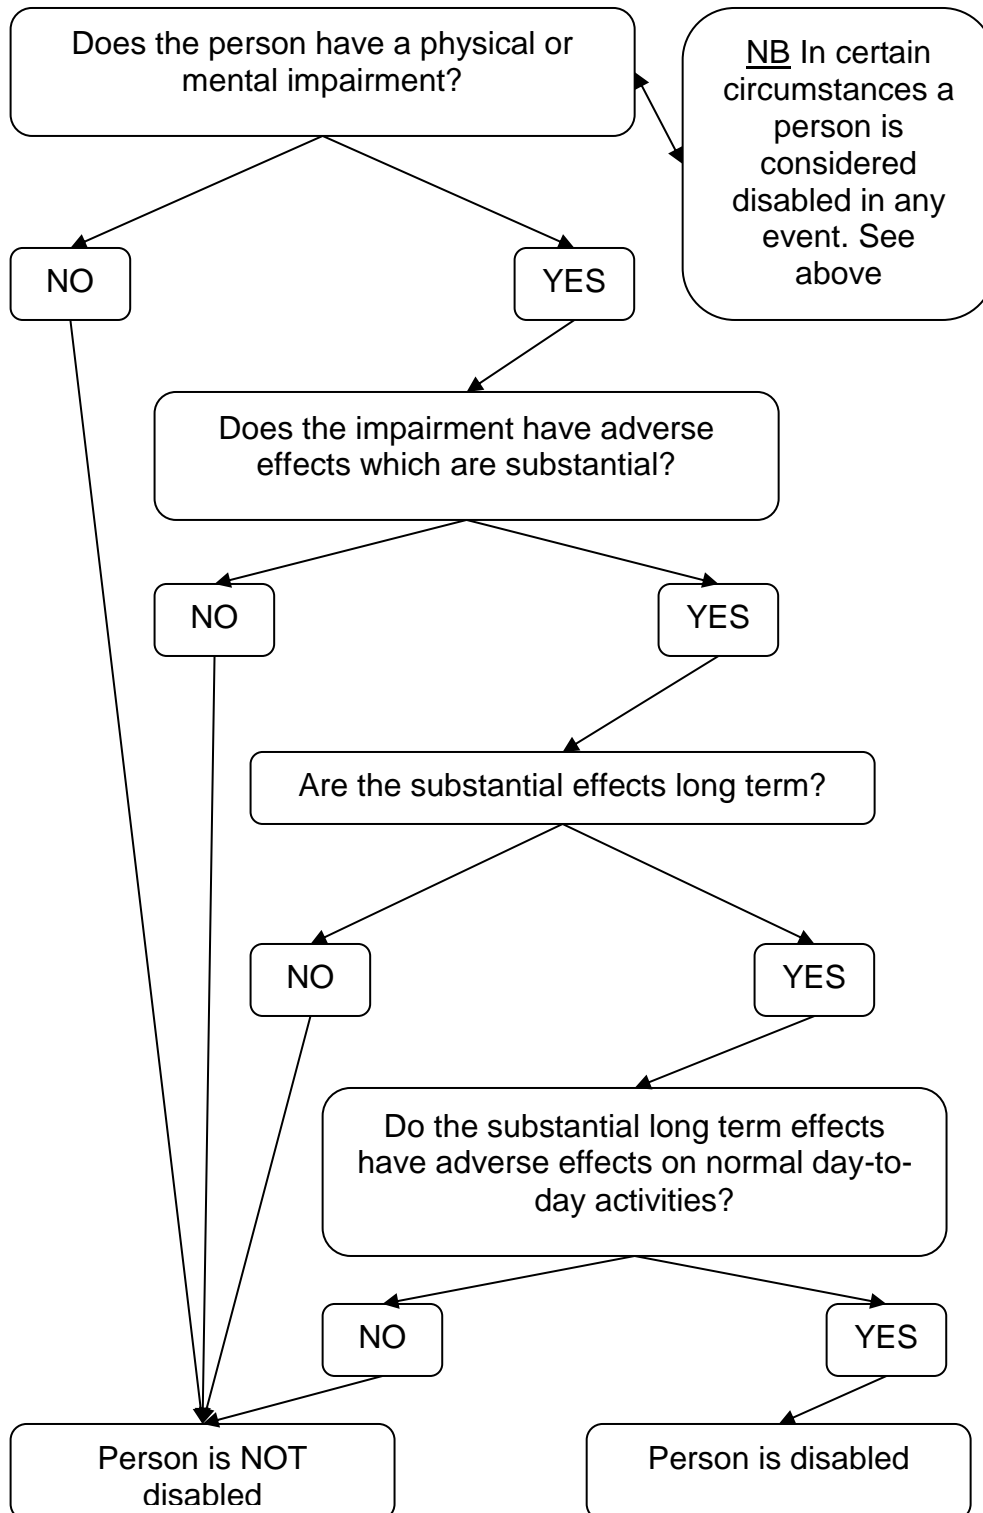 Does the person have a physical or
mental impairment?
NB In certain
circumstances a
person is
considered
disabled in any
event. See
above
NO
YES
Does the impairment have adverse
effects which are substantial?
NO
YES
Are the substantial effects long term?
NO
YES
Do the substantial long term effects
have adverse effects on normal day-to-
day activities?
NO
YES
Person is NOT
disabled
Person is disabled